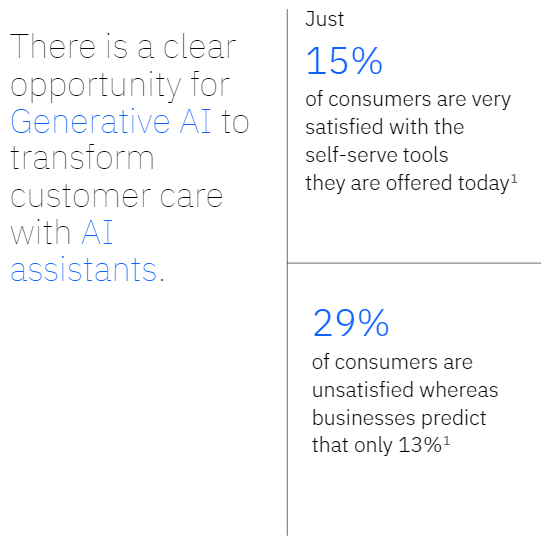 There is a clear
opportunity for
Generative AI to
transform
customer care
with AI
assistants.
Just
15%
of consumers are very
satisfied with the
self-serve tools
they are offered today¹
29%
of consumers are
unsatisfied whereas
businesses predict
that only 13%¹